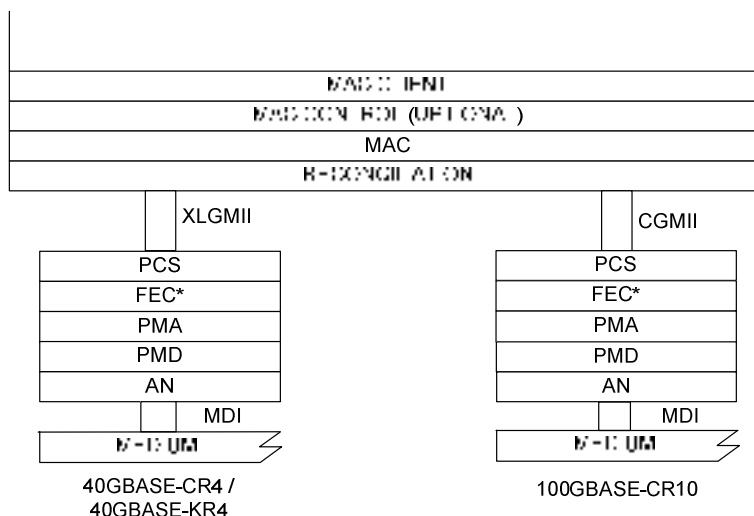 MAC
XLGMII
CGMII
PCS
PCS
FEC*
FEC*
PMA
PMA
PMD
PMD
AN
AN
MDI
MDI
40GBASE-CR4 /
40GBASE-KR4
100GBASE-CR10